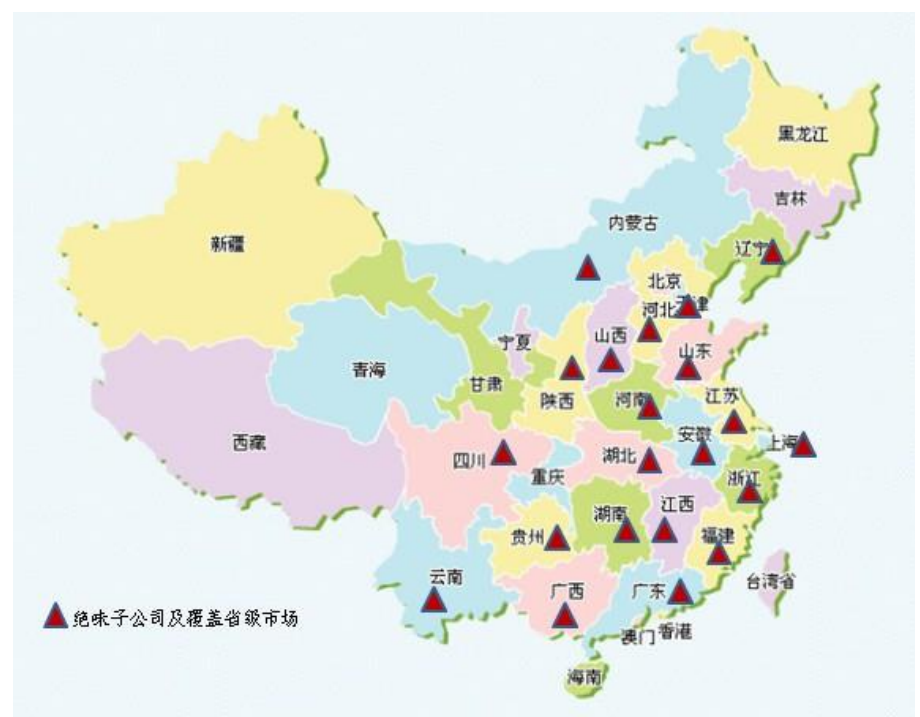 黑龙江
吉林
内蒙古
辽宁
新疆
北京
天津
河北
山西
宁夏
山东
青海
甘肃
陕西
河南
江苏
安徽
上海
西藏
四川
湖北
重庆
浙江
江西
湖南
贵州
福建
云南
广西
广东
台湾省
绝味子公司及覆盖省级市场
澳门
香港
海南